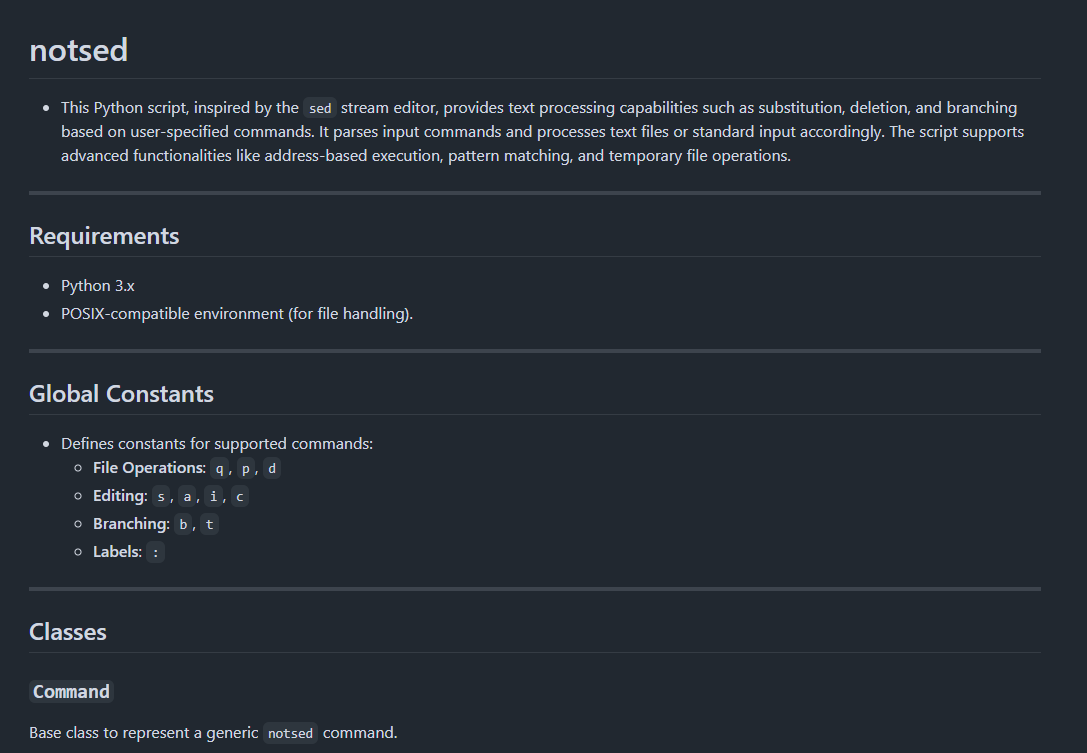 notsed
This Python script, inspired by the sed stream editor, provides text processing capabilities such as substitution, deletion, and branching
based on user-specified commands. It parses input commands and processes text files or standard input accordingly. The script supports
advanced functionalities like address-based execution, pattern matching, and temporary file operations.
Requirements
Python 3.x
POSIX-compatible environment (for file handling).
Global Constants
Defines constants for supported commands:
File Operations: q, p, d
Editing: s, a, i, c
Branching: b, t
Labels: :
Classes
Command
Base class to represent a generic notsed command.